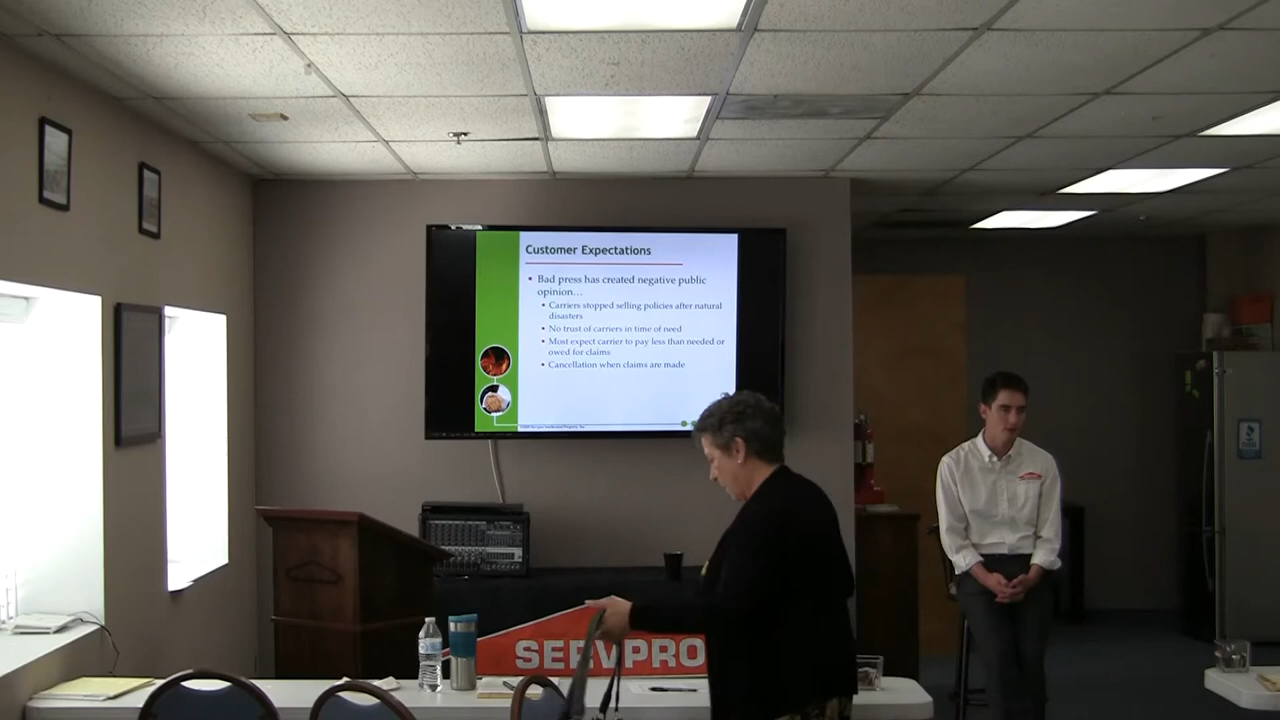 Customer Expectations
▪ Bad press has created negative public
opinion…
▪ Carriers stopped selling policies after natural
disasters
▪ No trust of carriers in time of need
▪ Most expect carrier to pay less than needed or
owed for claims
▪ Cancellation when claims are made
SERVPRO